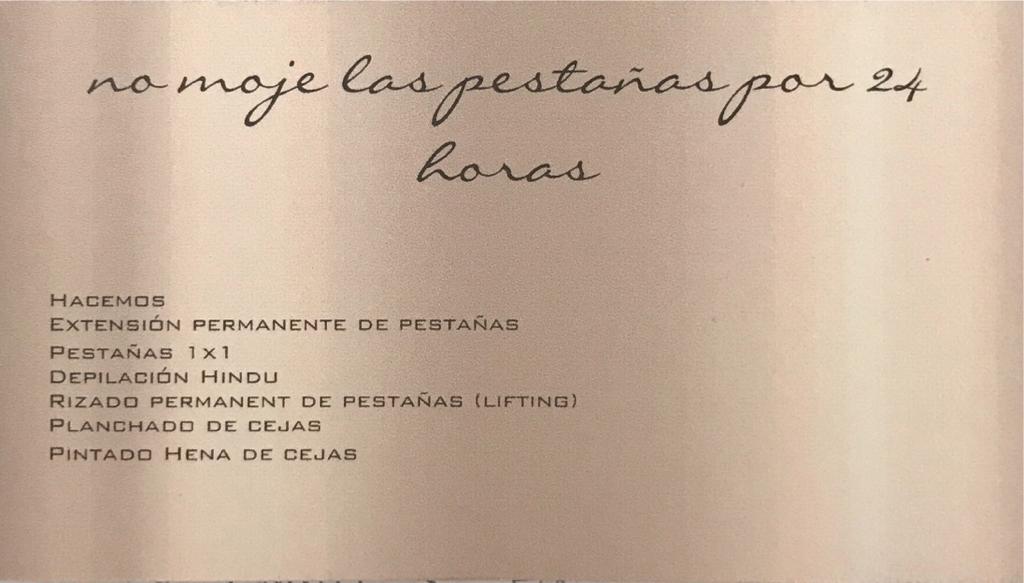 no moje las pestañas por 24
horas
HACEMOS
EXTENSIÓN PERMANENTE DE PESTAÑAS
PESTAÑAS 1X1
DEPILACIÓN HINDU
RIZADO PERMANENT DE PESTAÑAS (LIFTING)
PLANCHADO DE CEJAS
PINTADO HENA DE CEJAS